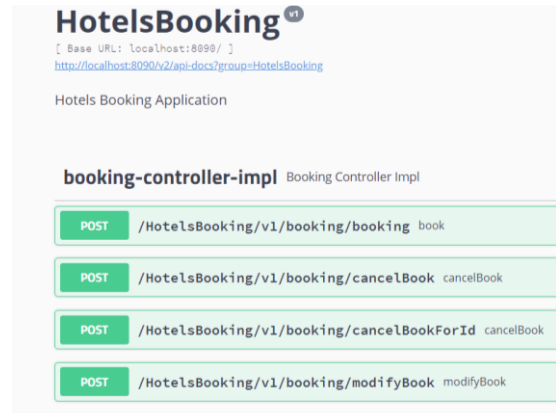 HotelsBooking v1
[ Base URL: localhost:8090/ ]
http://localhost:8090/v2/api-docs?group=HotelsBooking
Hotels Booking Application
booking-controller-impl Booking Controller Impl
POST /HotelsBooking/v1/booking/booking book
POST /HotelsBooking/v1/booking/cancelBook cancelBook
POST /HotelsBooking/v1/booking/cancelBookForId cancelBook
POST /HotelsBooking/v1/booking/modifyBook modifyBook